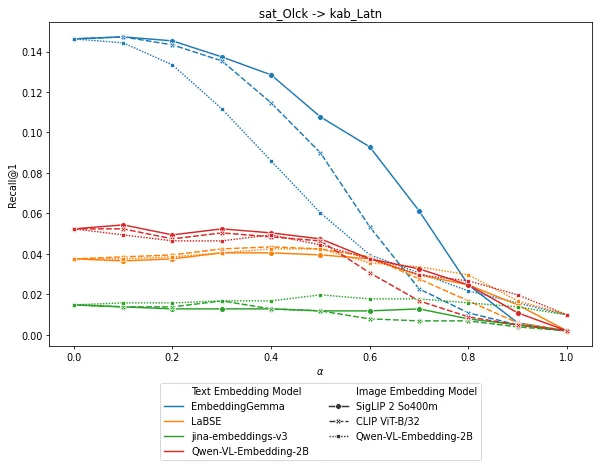 sat_Olck -> kab_Latn
Recall@1
0.14
0.12
0.10
0.08
0.06
0.04
0.02
0.00
0.0 0.2 0.4 0.6 0.8 1.0
α
Text Embedding Model
EmbeddingGemma
LaBSE
jina-embeddings-v3
Qwen-VL-Embedding-2B
Image Embedding Model
SigLIP 2 So400m
CLIP ViT-B/32
Qwen-VL-Embedding-2B